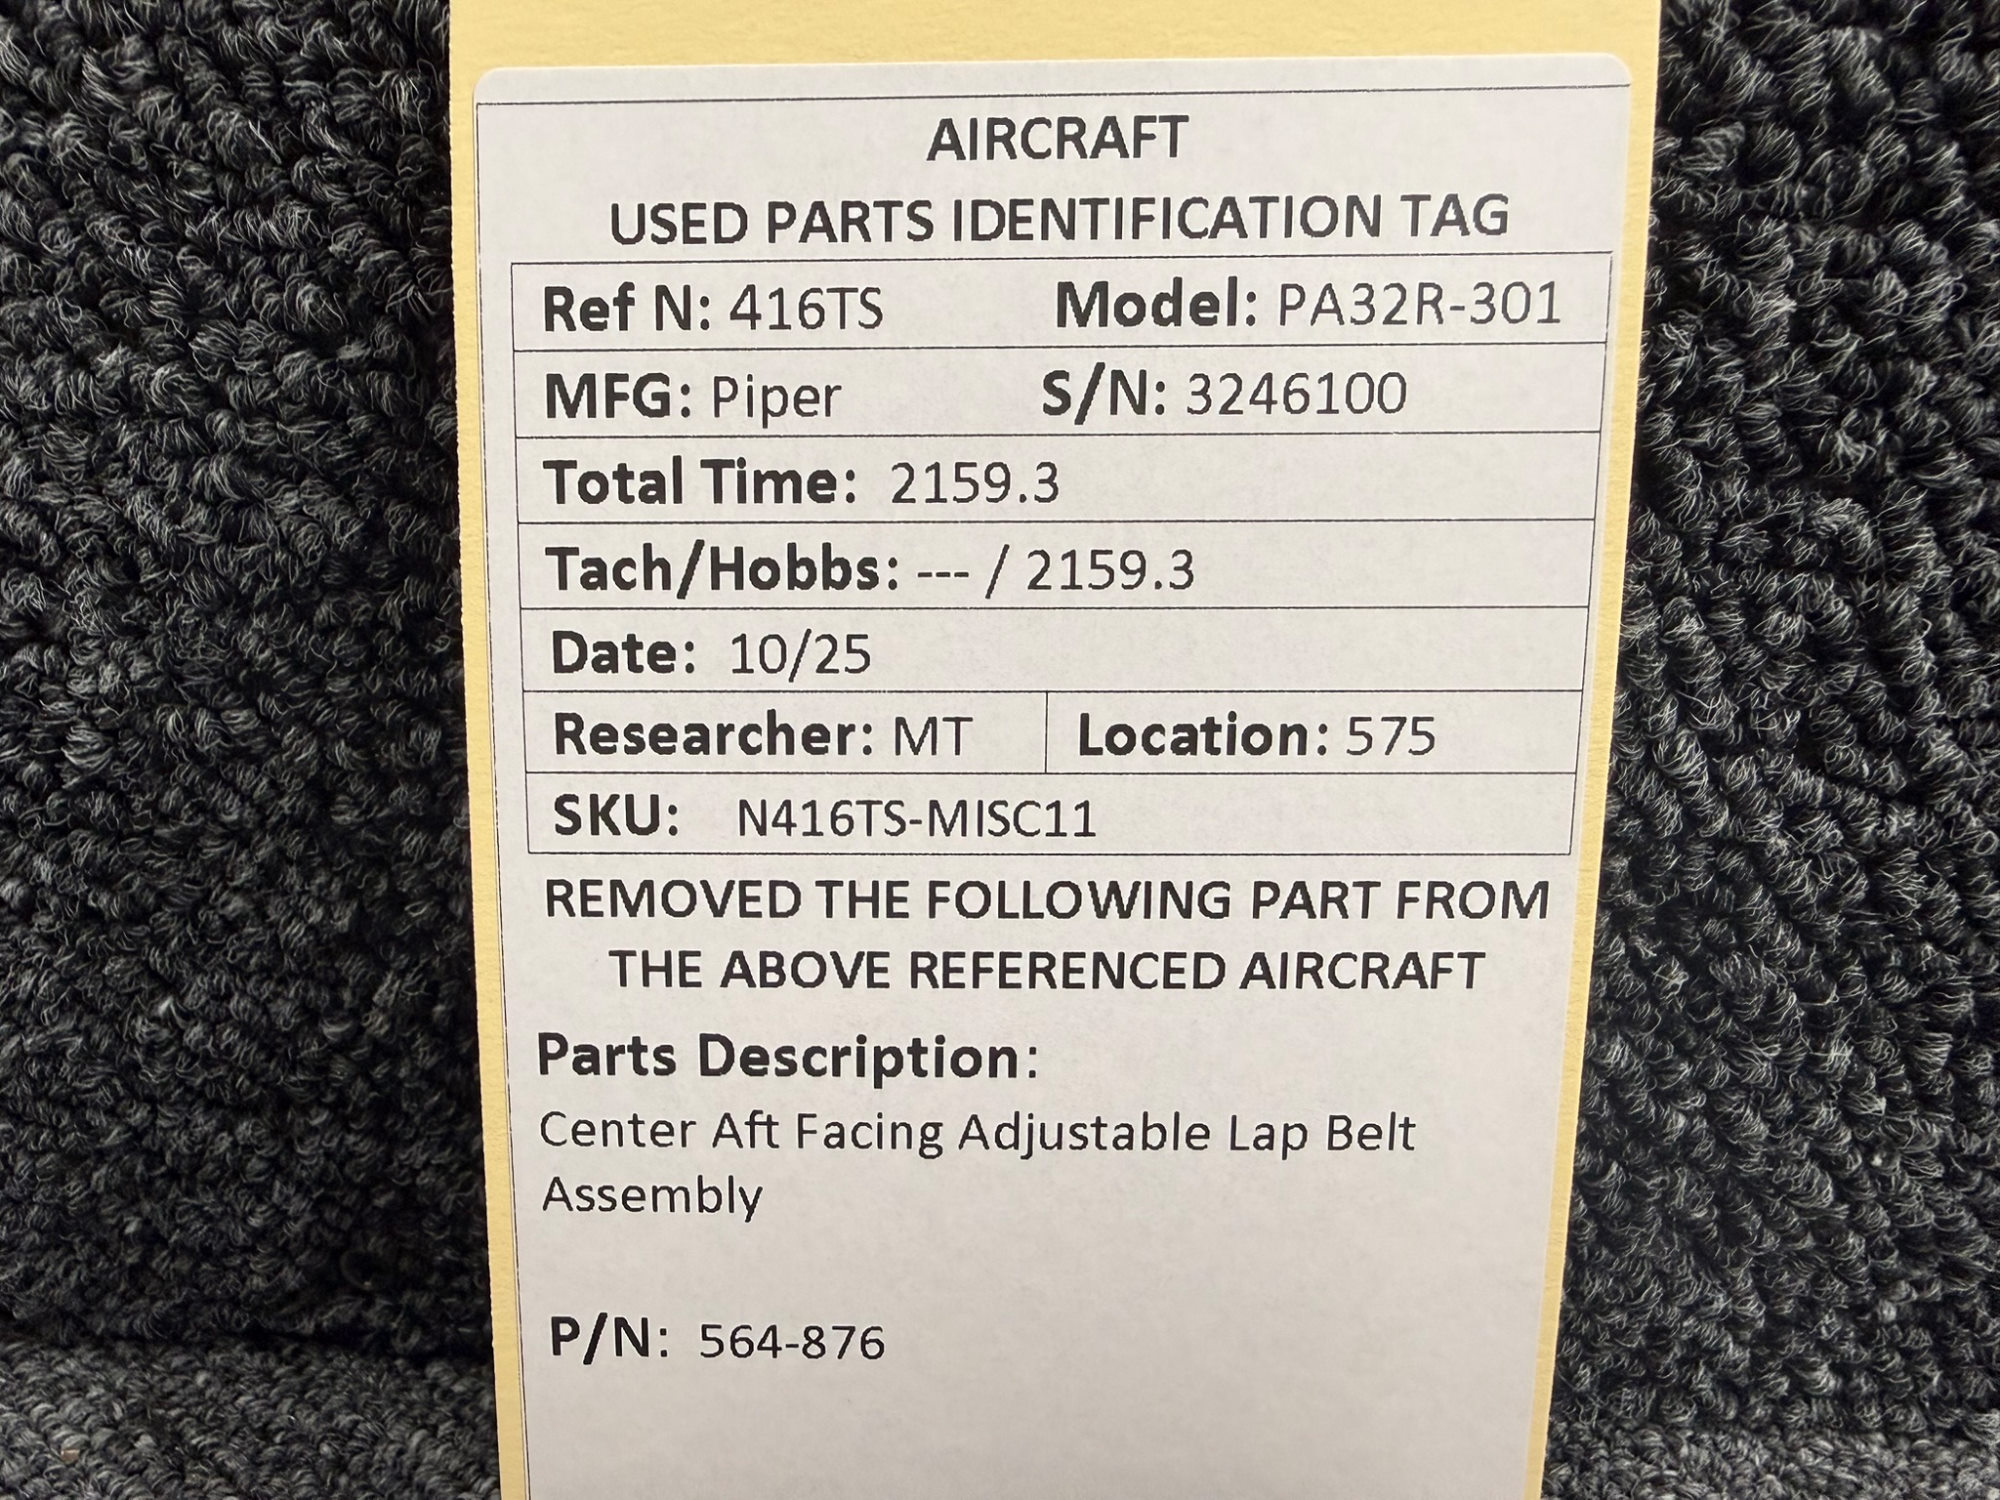 AIRCRAFT
USED PARTS IDENTIFICATION TAG
Ref N: 416TS Model: PA32R-301
MFG: Piper S/N: 3246100
Total Time: 2159.3
Tach/Hobbs: --- / 2159.3
Date: 10/25
Researcher: MT Location: 575
SKU: N416TS-MISC11
REMOVED THE FOLLOWING PART FROM
THE ABOVE REFERENCED AIRCRAFT
Parts Description:
Center Aft Facing Adjustable Lap Belt
Assembly
P/N: 564-876